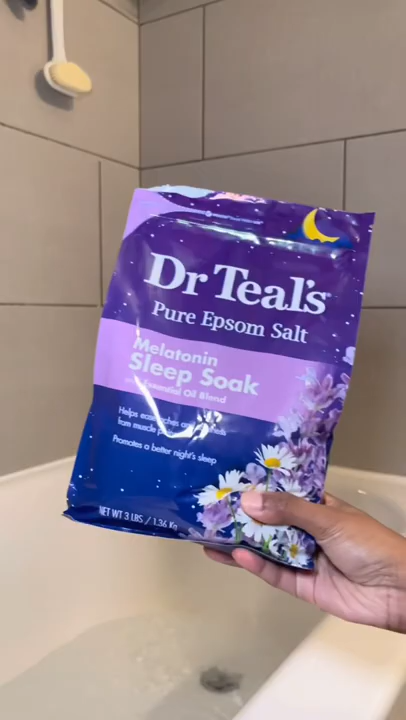 Dr Teal's
Pure Epsom Salt
Melatonin
Sleep Soak
Essential Oil Blend
Helps ease aches
from muscle
Promotes a better night's sleep
NET WT 3 LBS / 1.36 Kg